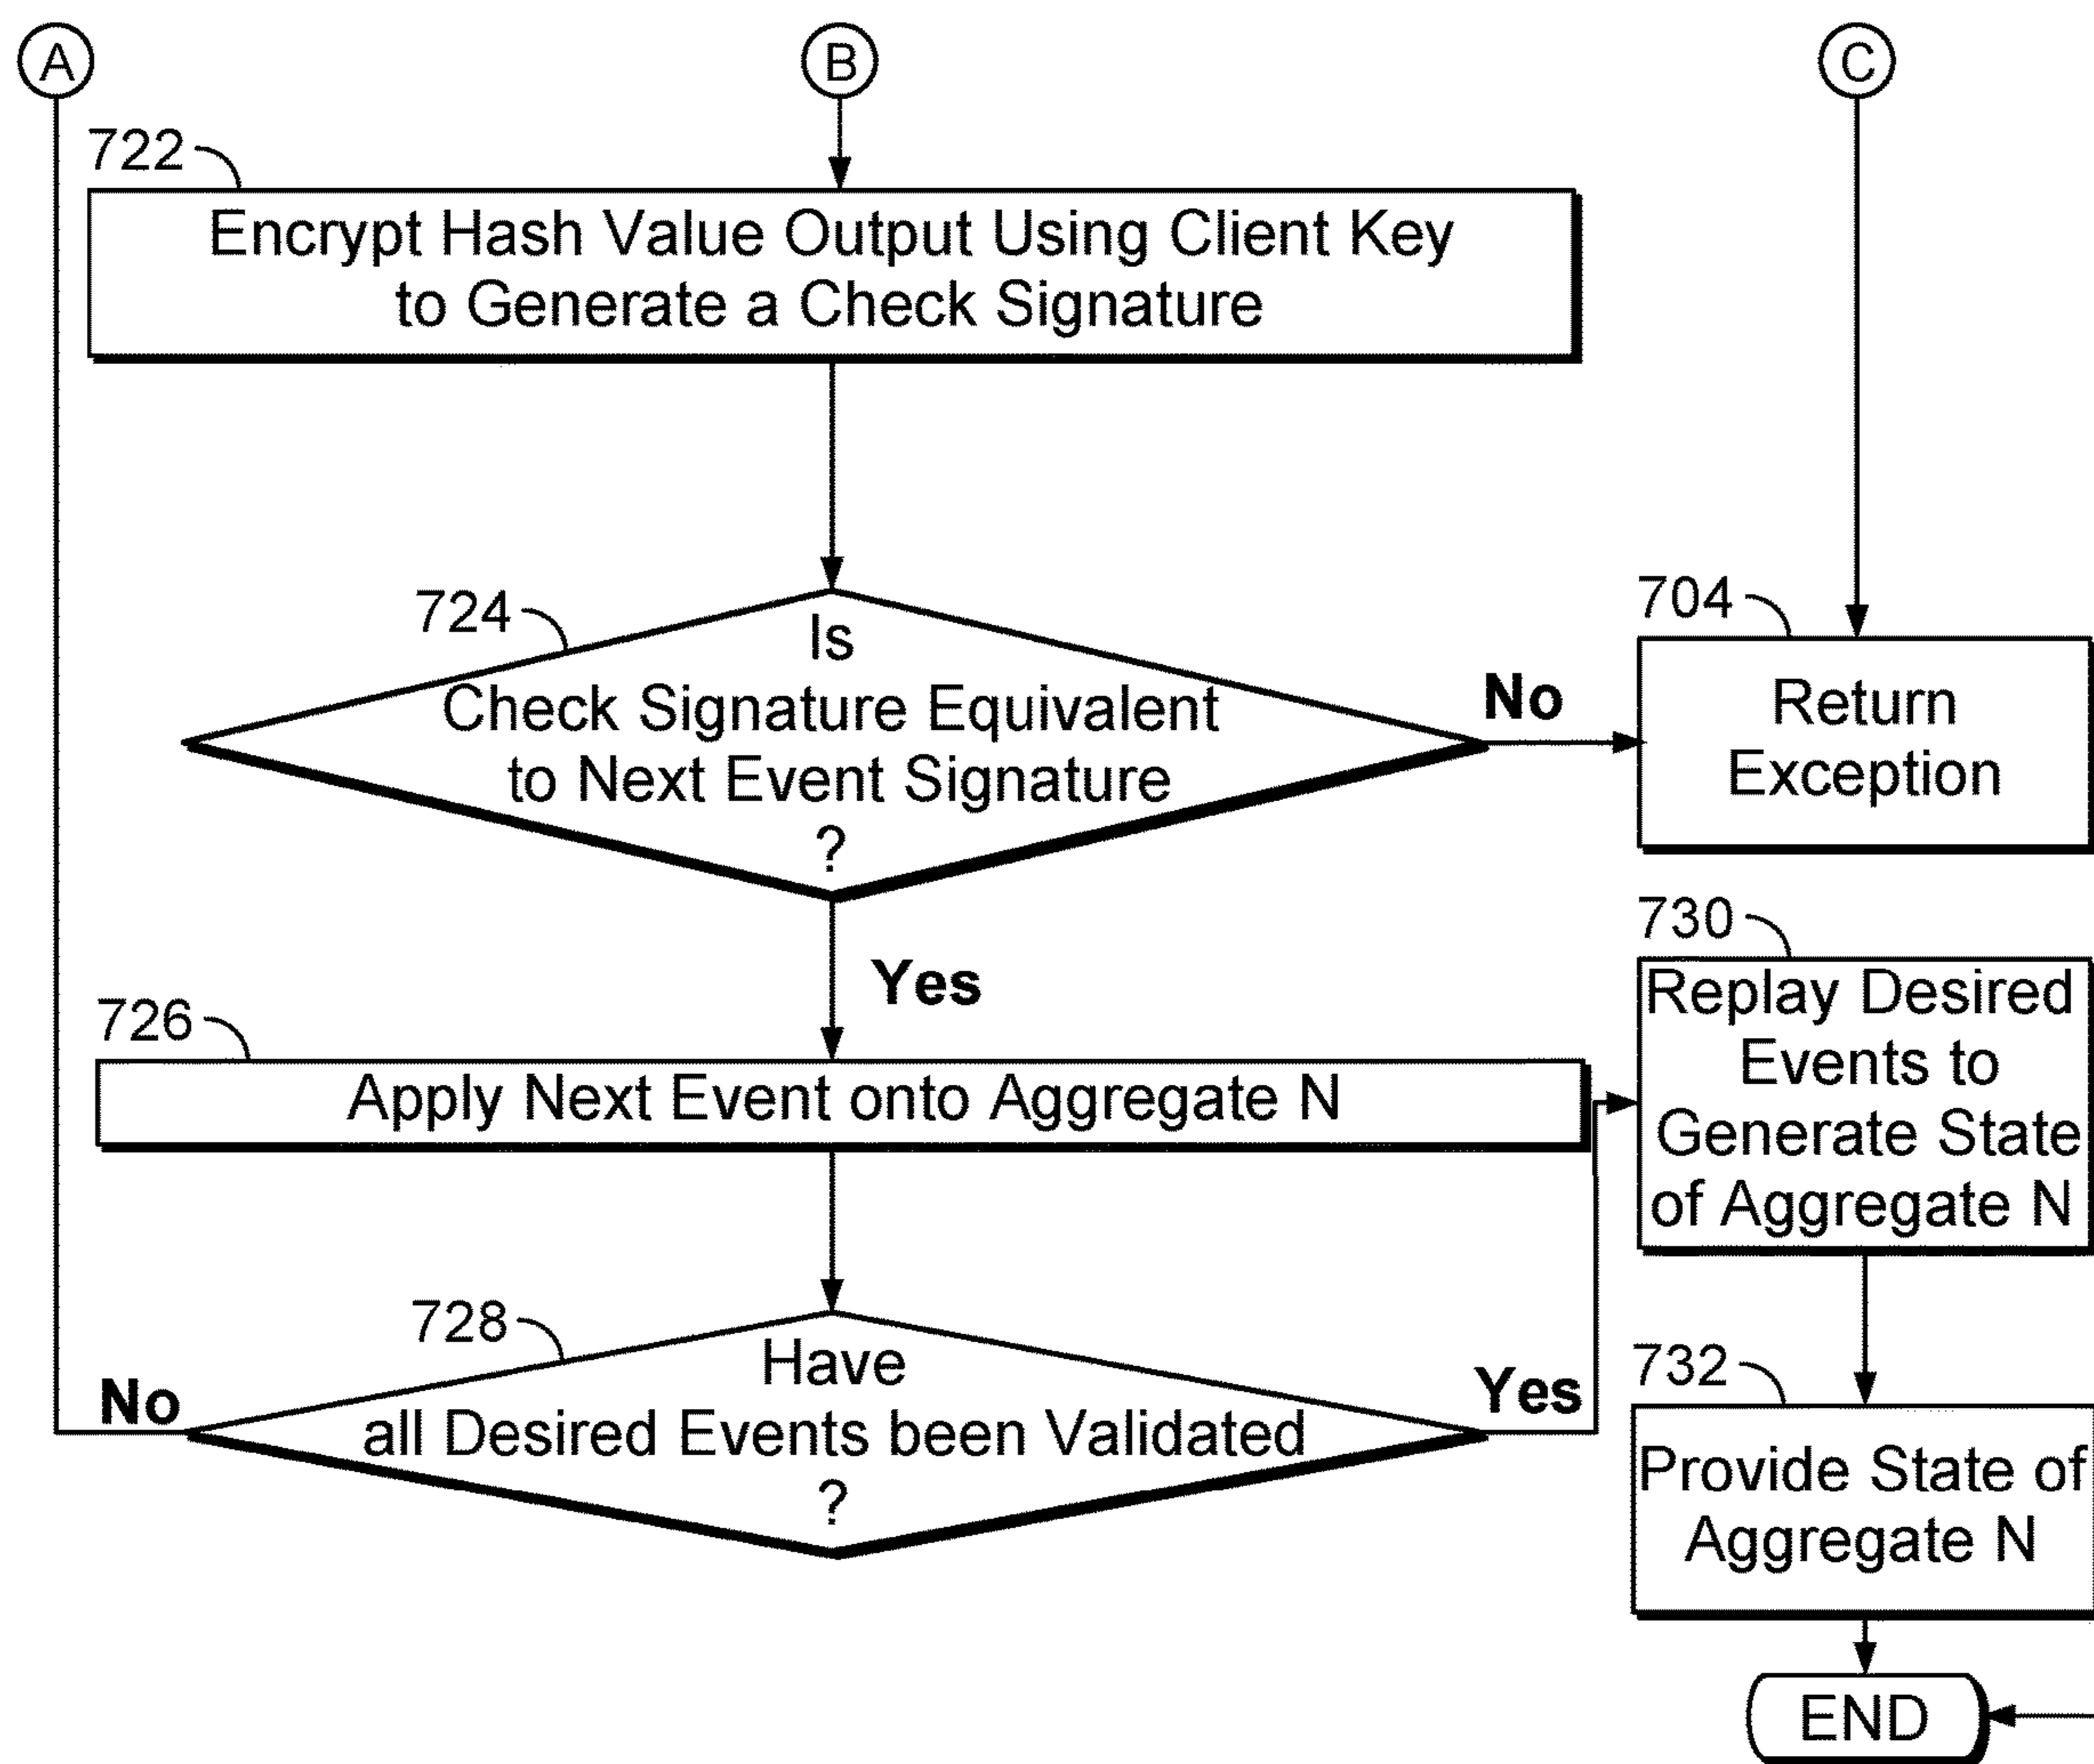 A
B
C
722
Encrypt Hash Value Output Using Client Key
to Generate a Check Signature
724
Is
Check Signature Equivalent
to Next Event Signature
?
No
704
Return
Exception
Yes
726
Apply Next Event onto Aggregate N
730
Replay Desired
Events to
Generate State
of Aggregate N
728
Have
all Desired Events been Validated
?
No
Yes
732
Provide State of
Aggregate N
END